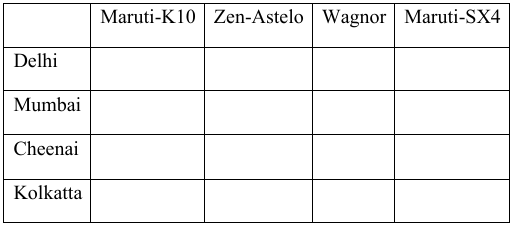 Maruti-K10 Zen-Astelo Wagnor Maruti-SX4
Delhi
Mumbai
Cheenai
Kolkatta